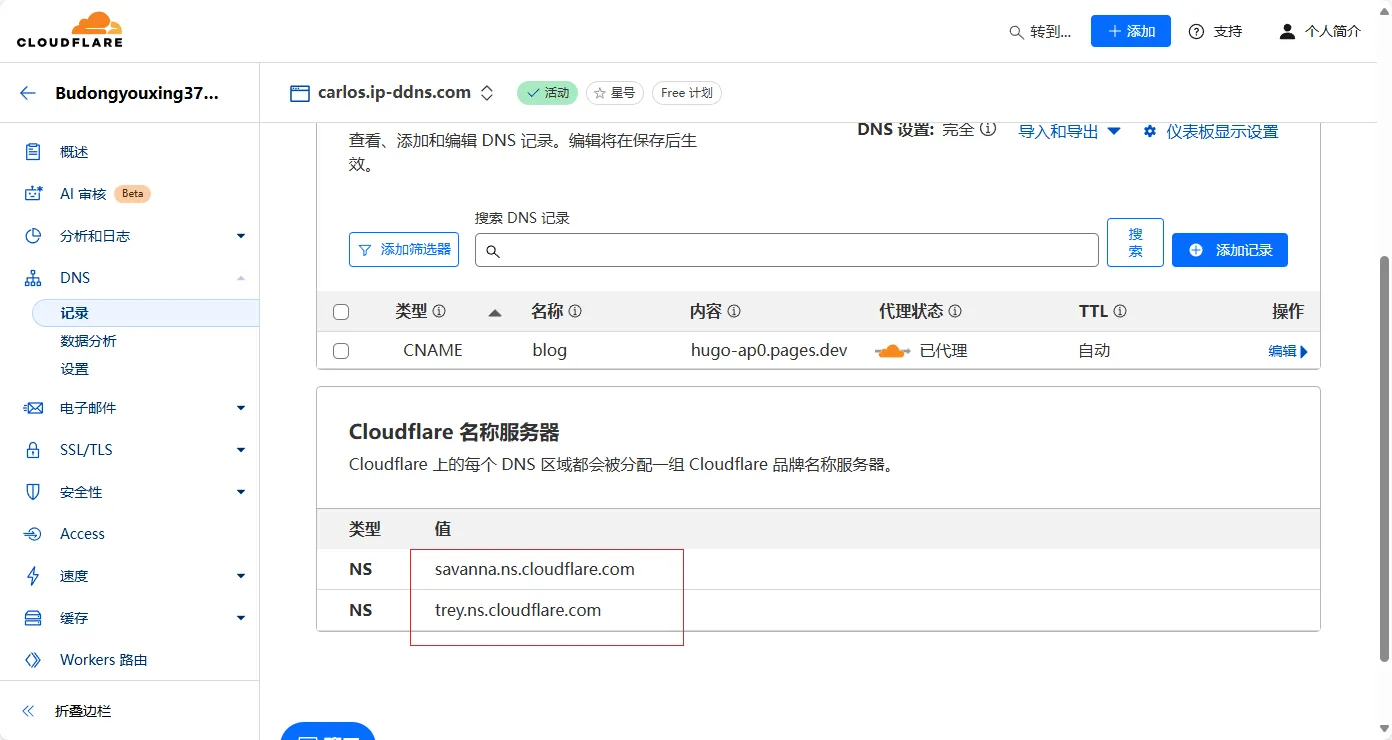 CLOUDFLARE
转到...
添加
支持
个人简介
Budongyouxing37...
carlos.ip-ddns.com
活动
星号
Free 计划
概述
AI 审核 Beta
分析和日志
DNS
记录
数据分析
设置
电子邮件
SSL/TLS
安全性
Access
速度
缓存
Workers 路由
折叠边栏
查看、添加和编辑 DNS 记录。编辑将在保存后生
效。
DNS 设置: 完全
导入和导出
仪表板显示设置
搜索 DNS 记录
添加筛选器
搜
索
添加记录
类型 名称 内容 代理状态 TTL 操作
CNAME blog hugo-ap0.pages.dev 已代理 自动 编辑
Cloudflare 名称服务器
Cloudflare 上的每个 DNS 区域都会被分配一组 Cloudflare 品牌名称服务器。
类型 值
NS savanna.ns.cloudflare.com
NS trey.ns.cloudflare.com